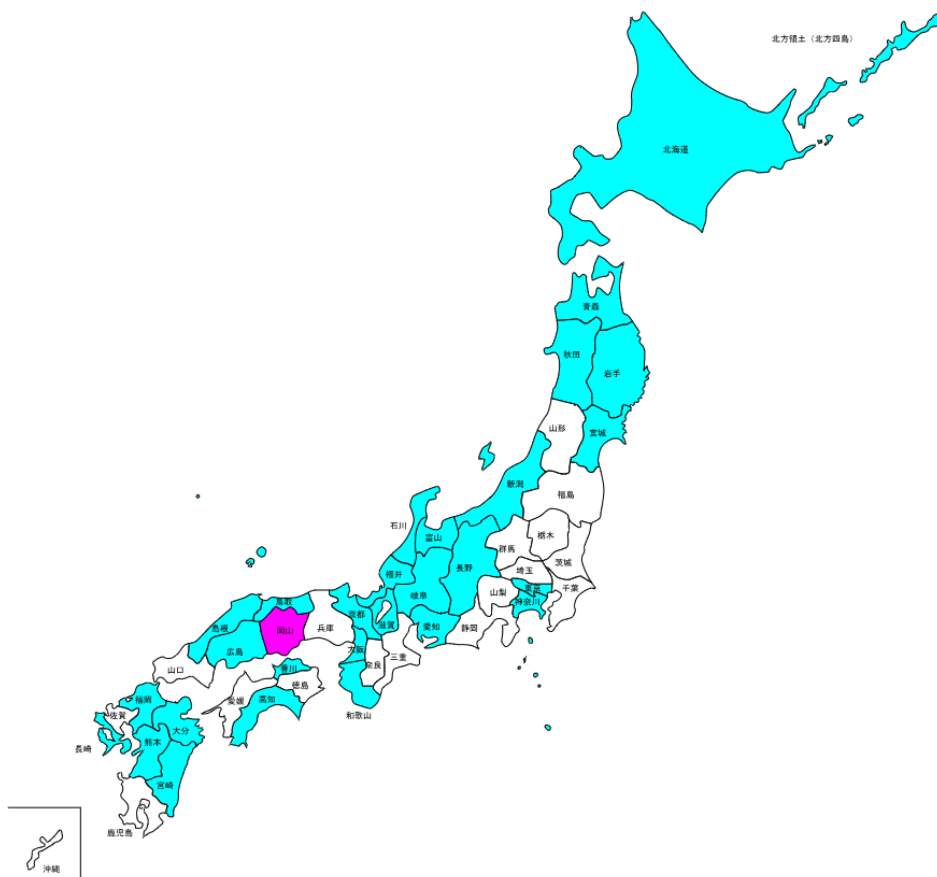 北方領土（北方四島）
北海道
青森
秋田
岩手
山形
宮城
新潟
福島
石川
富山
栃木
群馬
茨城
長野
埼玉
福井
東京
千葉
岐阜
山梨
神奈川
鳥取
京都
滋賀
愛知
静岡
島根
岡山
兵庫
広島
大阪
三重
奈良
山口
香川
徳島
福岡
愛媛
高知
佐賀
和歌山
大分
熊本
長崎
宮崎
鹿児島
沖縄